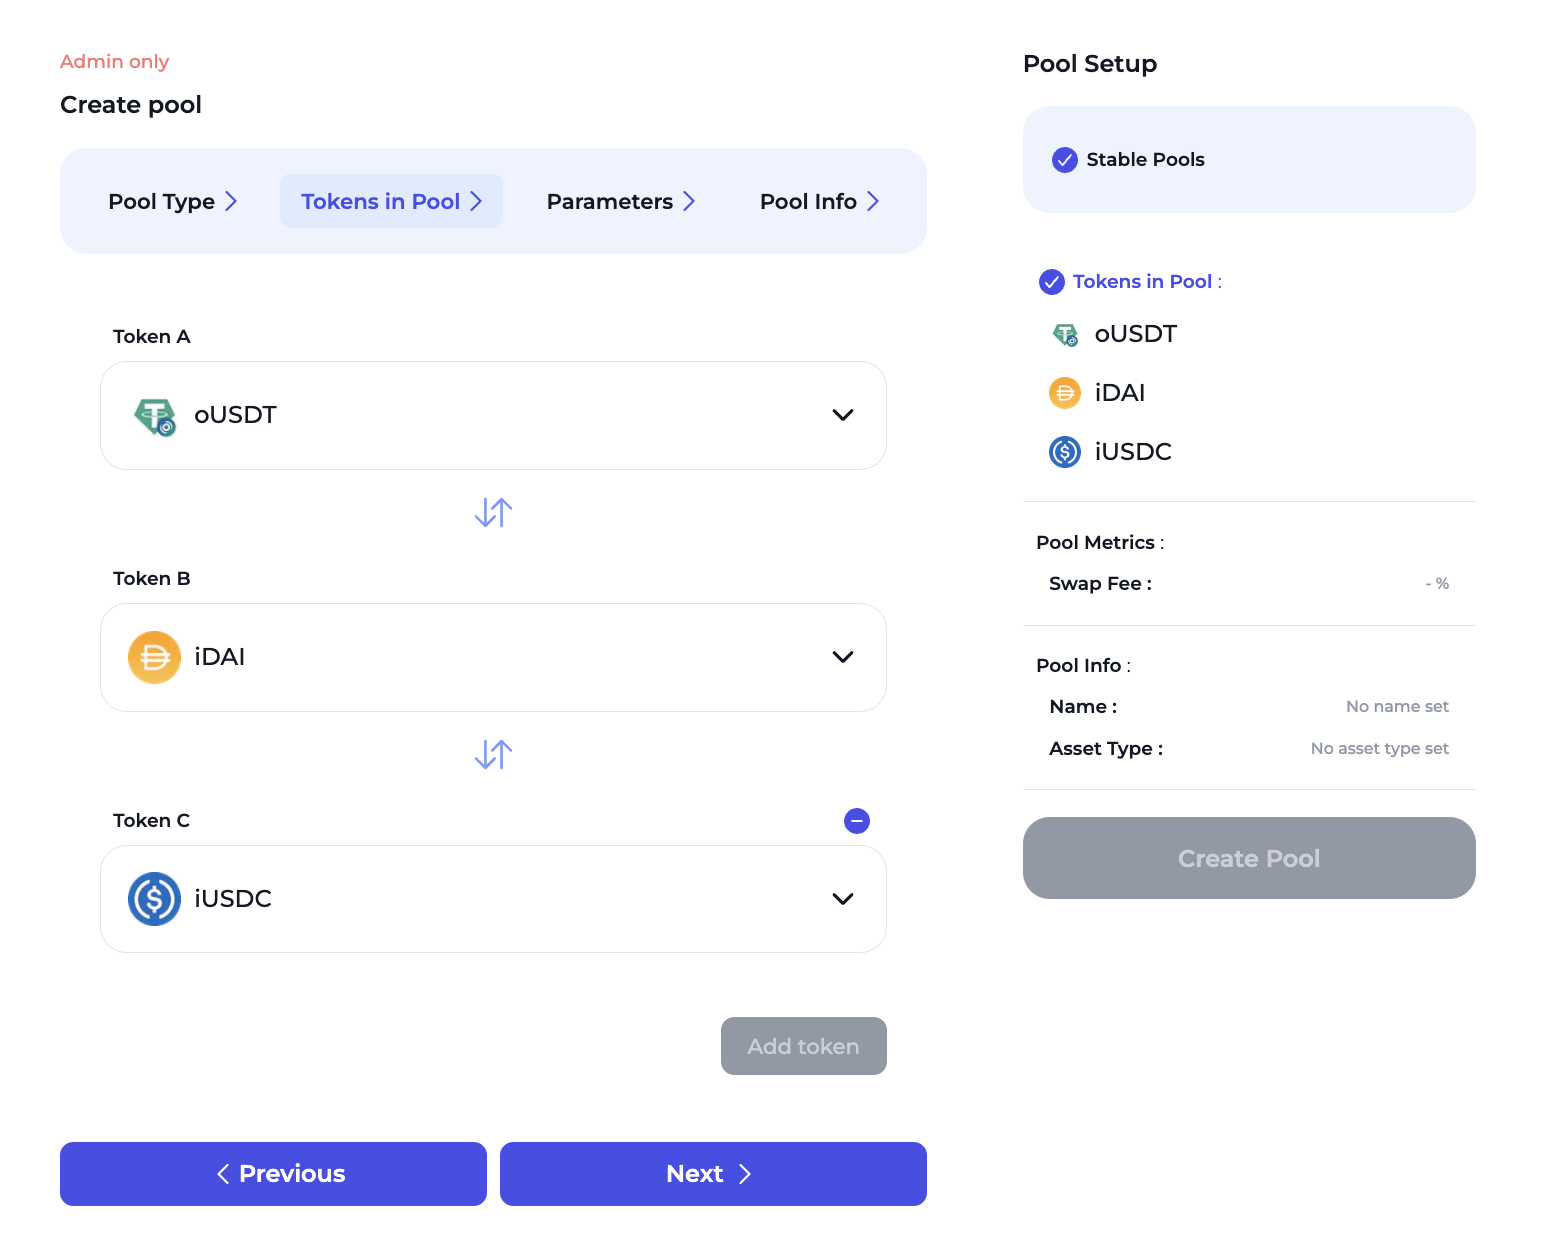 Admin only
Create pool
Pool Type
Tokens in Pool
Parameters
Pool Info
Token A
oUSDT
Token B
iDAI
Token C
iUSDC
Add token
Previous
Next
Pool Setup
Stable Pools
Tokens in Pool :
oUSDT
iDAI
iUSDC
Pool Metrics :
Swap Fee : - %
Pool Info :
Name : No name set
Asset Type : No asset type set
Create Pool